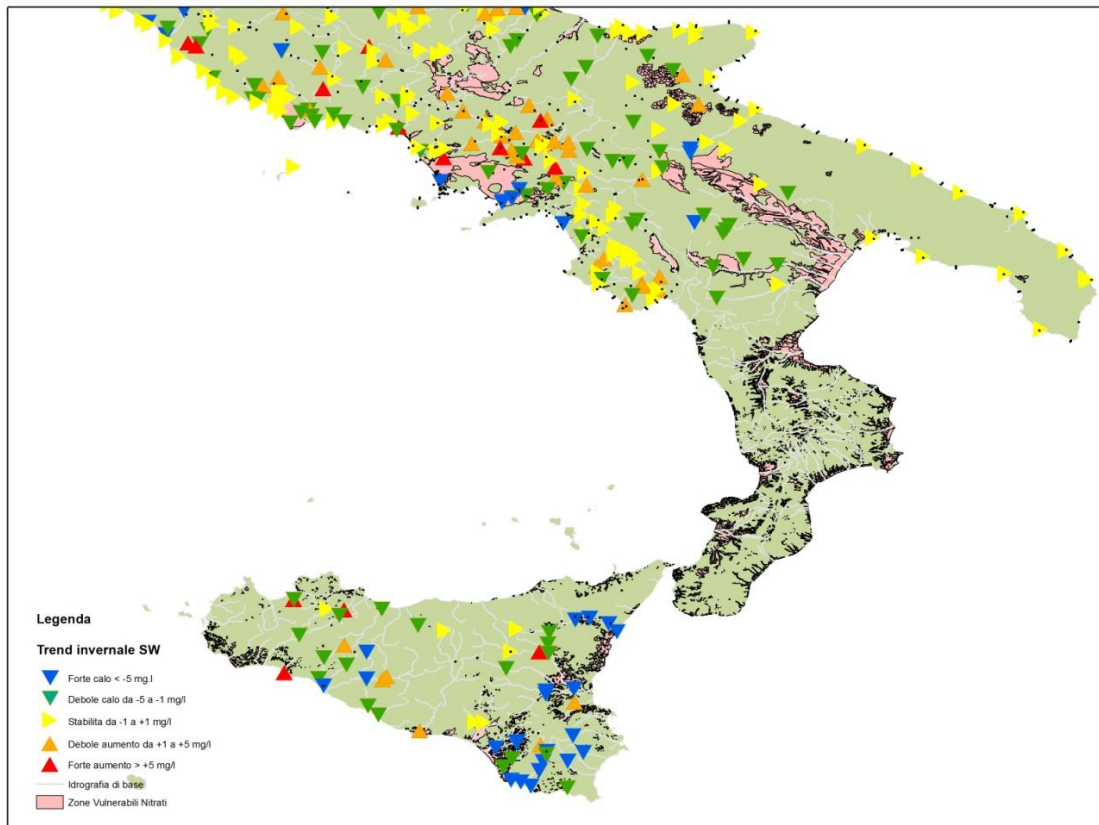 Legenda
Trend invernale SW
Forte calo < -5 mg.l
Debole calo da -5 a -1 mg/l
Stabilita da -1 a +1 mg/l
Debole aumento da +1 a +5 mg/l
Forte aumento > +5 mg/l
Idrografia di base
Zone Vulnerabili Nitrati